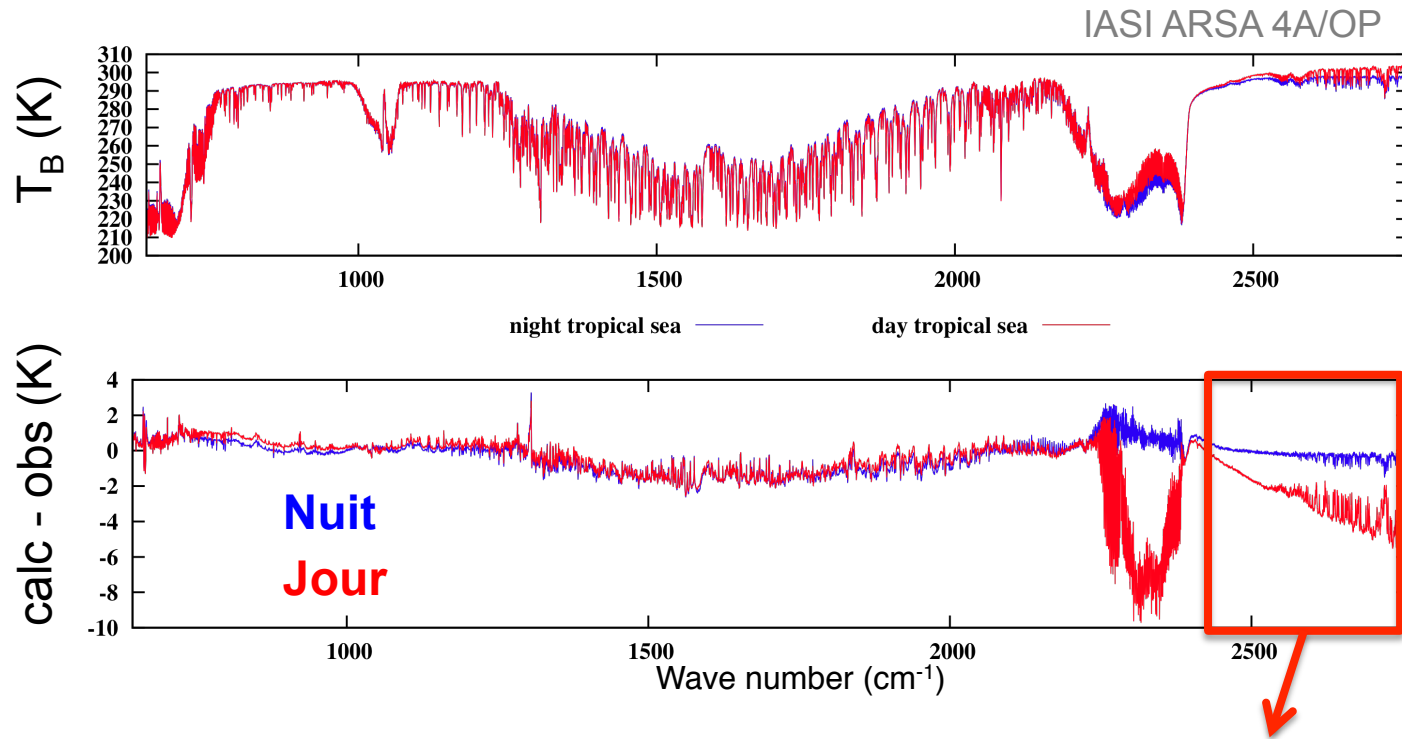 IASI ARSA 4A/OP
T_B (K)
310
300
290
280
270
260
250
240
230
220
210
200
1000 1500 2000 2500
night tropical sea day tropical sea
calc - obs (K)
4
2
0
-2
-4
-6
-8
-10
Nuit
Jour
1000 1500 2000 2500
Wave number (cm⁻¹)